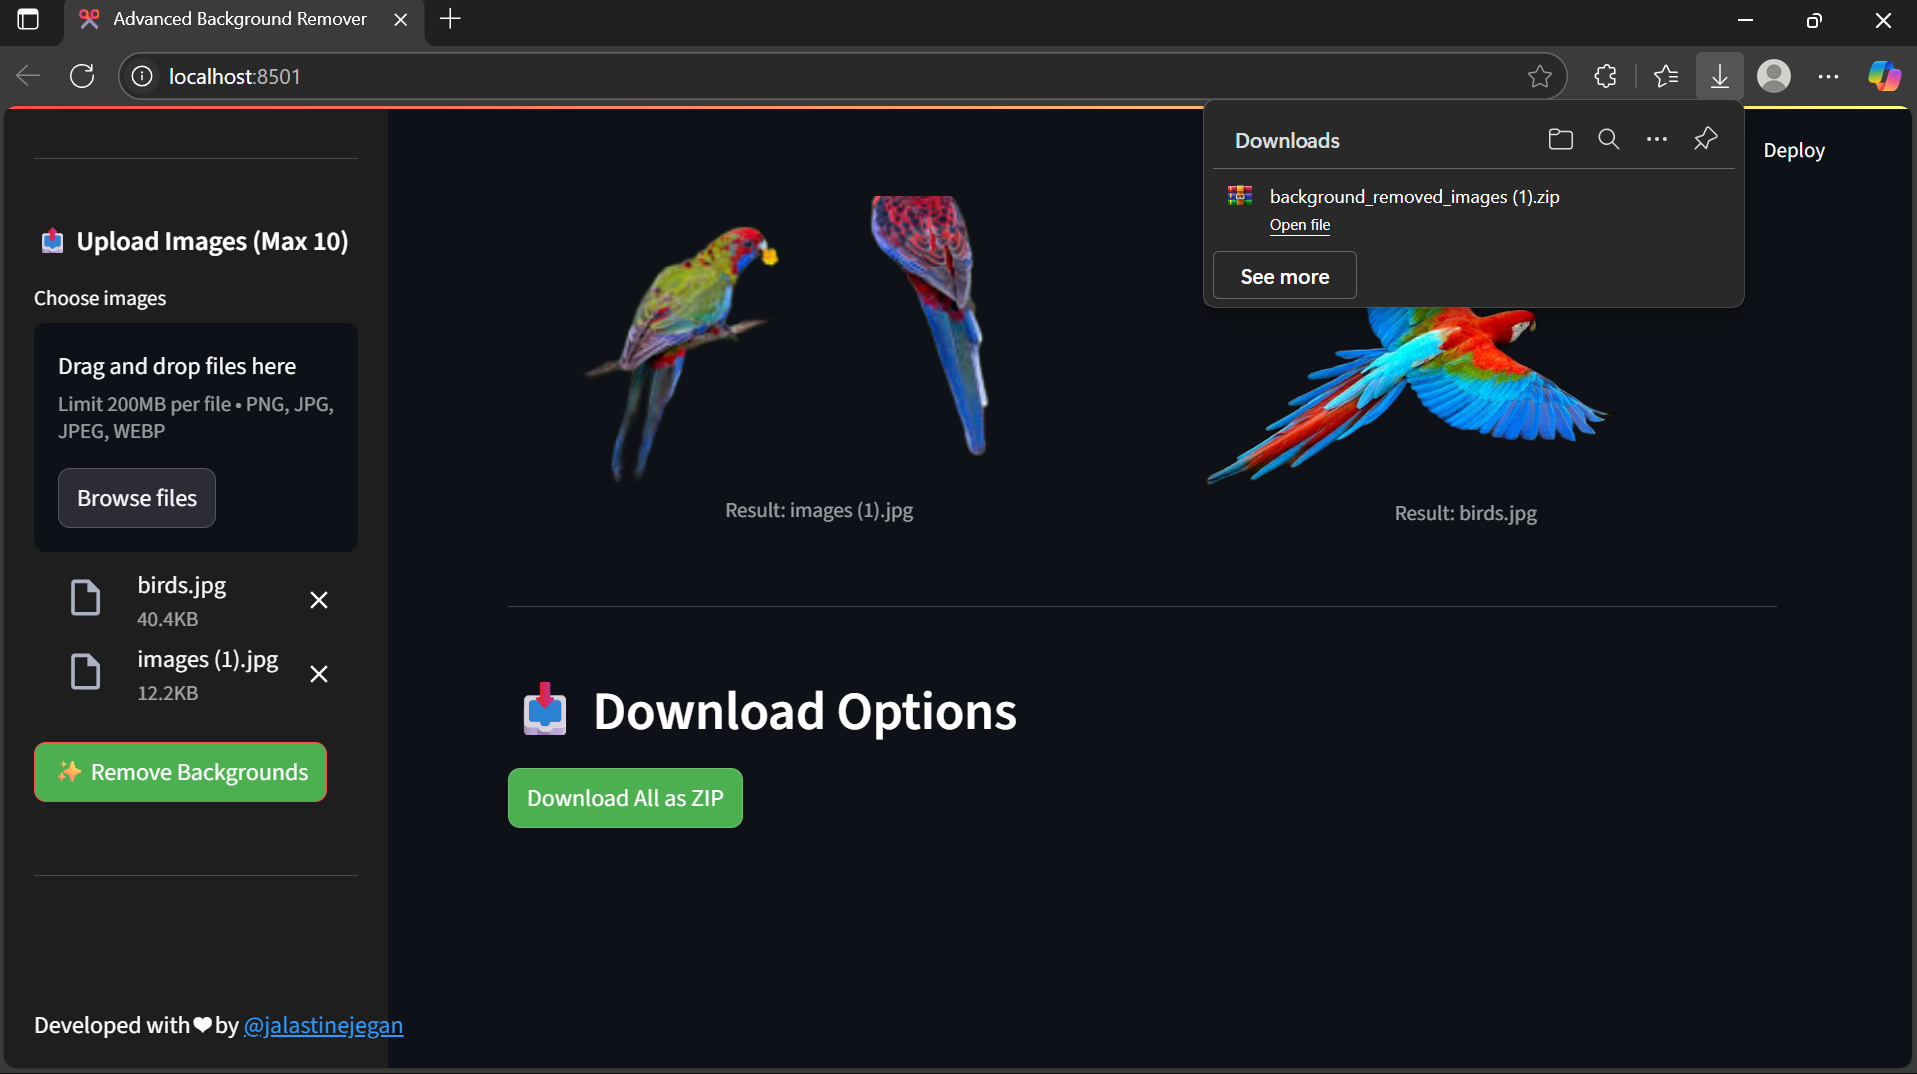 Advanced Background Remover
localhost:8501
Downloads
background_removed_images (1).zip
Open file
See more
Deploy
📤 Upload Images (Max 10)
Choose images
Drag and drop files here
Limit 200MB per file • PNG, JPG,
JPEG, WEBP
Browse files
birds.jpg
40.4KB
images (1).jpg
12.2KB
✨ Remove Backgrounds
Developed with❤by @jalastinejegan
Result: images (1).jpg
Result: birds.jpg
📥 Download Options
Download All as ZIP